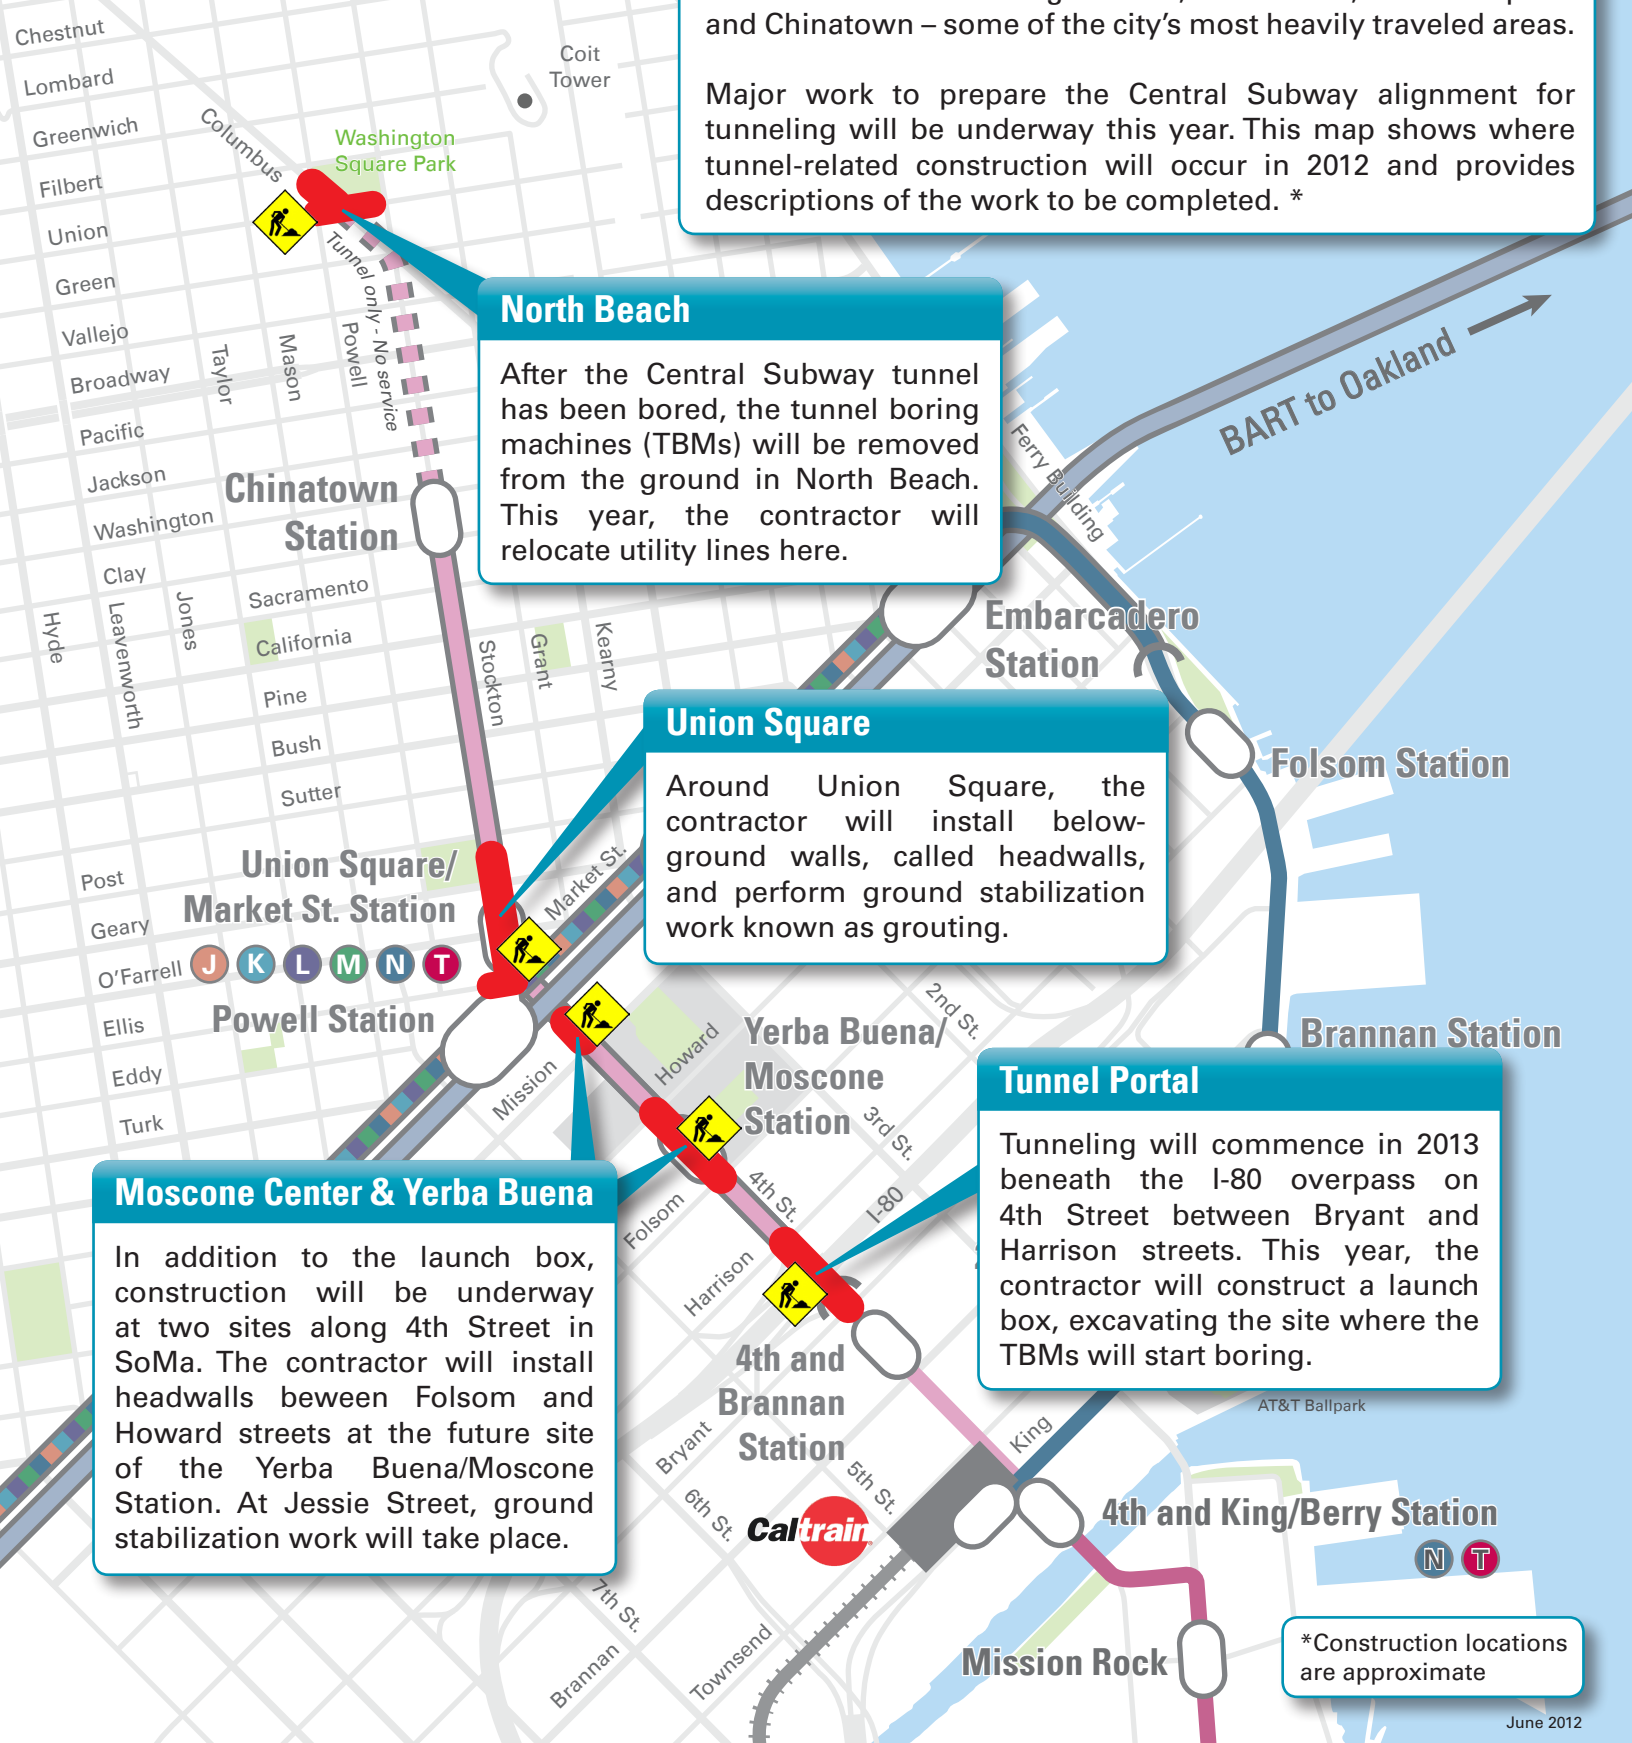 and Chinatown – some of the city's most heavily traveled areas.
Major work to prepare the Central Subway alignment for
tunneling will be underway this year. This map shows where
tunnel-related construction will occur in 2012 and provides
descriptions of the work to be completed. *
Chestnut
Lombard
Greenwich
Filbert
Union
Green
Vallejo
Broadway
Pacific
Jackson
Washington
Clay
Sacramento
California
Pine
Bush
Sutter
Post
Geary
O'Farrell
Ellis
Eddy
Turk
Columbus
Coit
Tower
Washington
Square Park
Tunnel only - No service
Taylor
Mason
Powell
Hyde
Leavenworth
Jones
Stockton
Grant
Kearny
North Beach
After the Central Subway tunnel
has been bored, the tunnel boring
machines (TBMs) will be removed
from the ground in North Beach.
This year, the contractor will
relocate utility lines here.
BART to Oakland
Ferry Building
Chinatown
Station
Embarcadero
Station
Folsom Station
Union Square
Around Union Square, the
contractor will install below-
ground walls, called headwalls,
and perform ground stabilization
work known as grouting.
Union Square/
Market St. Station
J K L M N T
Powell Station
Market St.
Mission
Howard
Folsom
Harrison
Bryant
Brannan
Townsend
King
2nd St.
3rd St.
4th St.
5th St.
6th St.
7th St.
I-80
Yerba Buena/
Moscone
Station
Brannan Station
Tunnel Portal
Tunneling will commence in 2013
beneath the I-80 overpass on
4th Street between Bryant and
Harrison streets. This year, the
contractor will construct a launch
box, excavating the site where the
TBMs will start boring.
Moscone Center & Yerba Buena
In addition to the launch box,
construction will be underway
at two sites along 4th Street in
SoMa. The contractor will install
headwalls beween Folsom and
Howard streets at the future site
of the Yerba Buena/Moscone
Station. At Jessie Street, ground
stabilization work will take place.
4th and
Brannan
Station
AT&T Ballpark
Caltrain
4th and King/Berry Station
N T
Mission Rock
*Construction locations
are approximate
June 2012